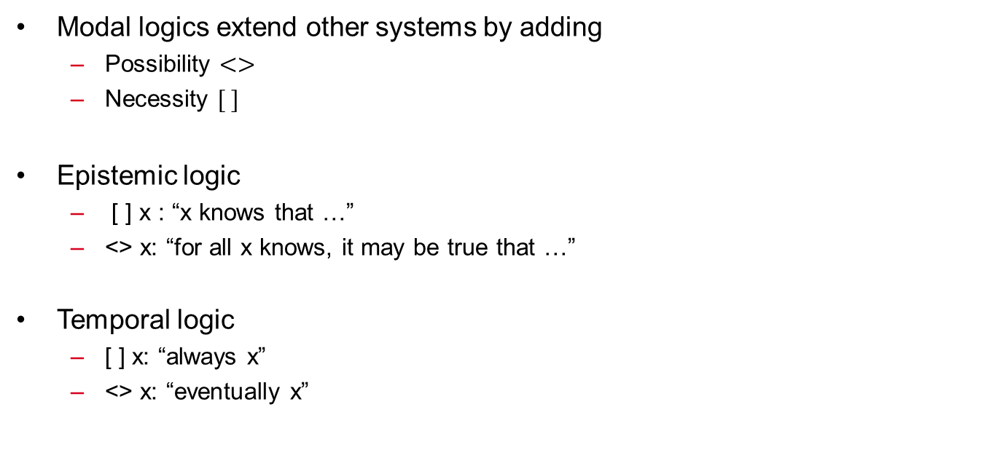 • Modal logics extend other systems by adding
– Possibility <>
– Necessity [ ]
• Epistemic logic
– [ ] x : “x knows that …”
– <> x: “for all x knows, it may be true that …”
• Temporal logic
– [ ] x: “always x”
– <> x: “eventually x”